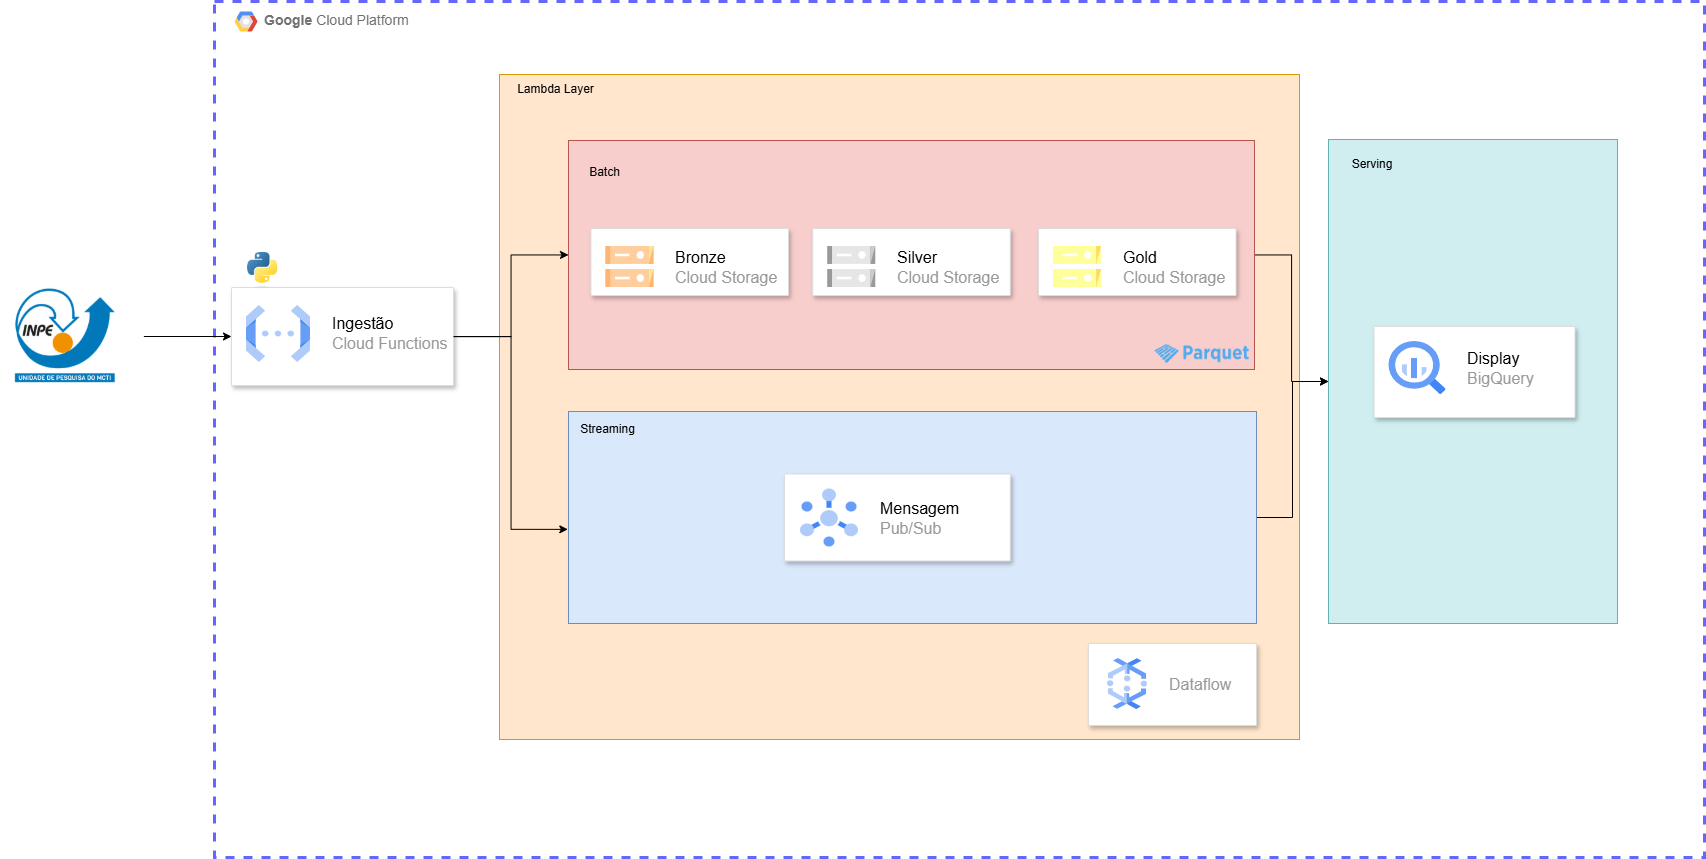 Google Cloud Platform
Lambda Layer
Batch
Bronze
Cloud Storage
Silver
Cloud Storage
Gold
Cloud Storage
Parquet
Serving
Display
BigQuery
INPE
UNIDADE DE PESQUISA DO MCTI
Ingestão
Cloud Functions
Streaming
Mensagem
Pub/Sub
Dataflow